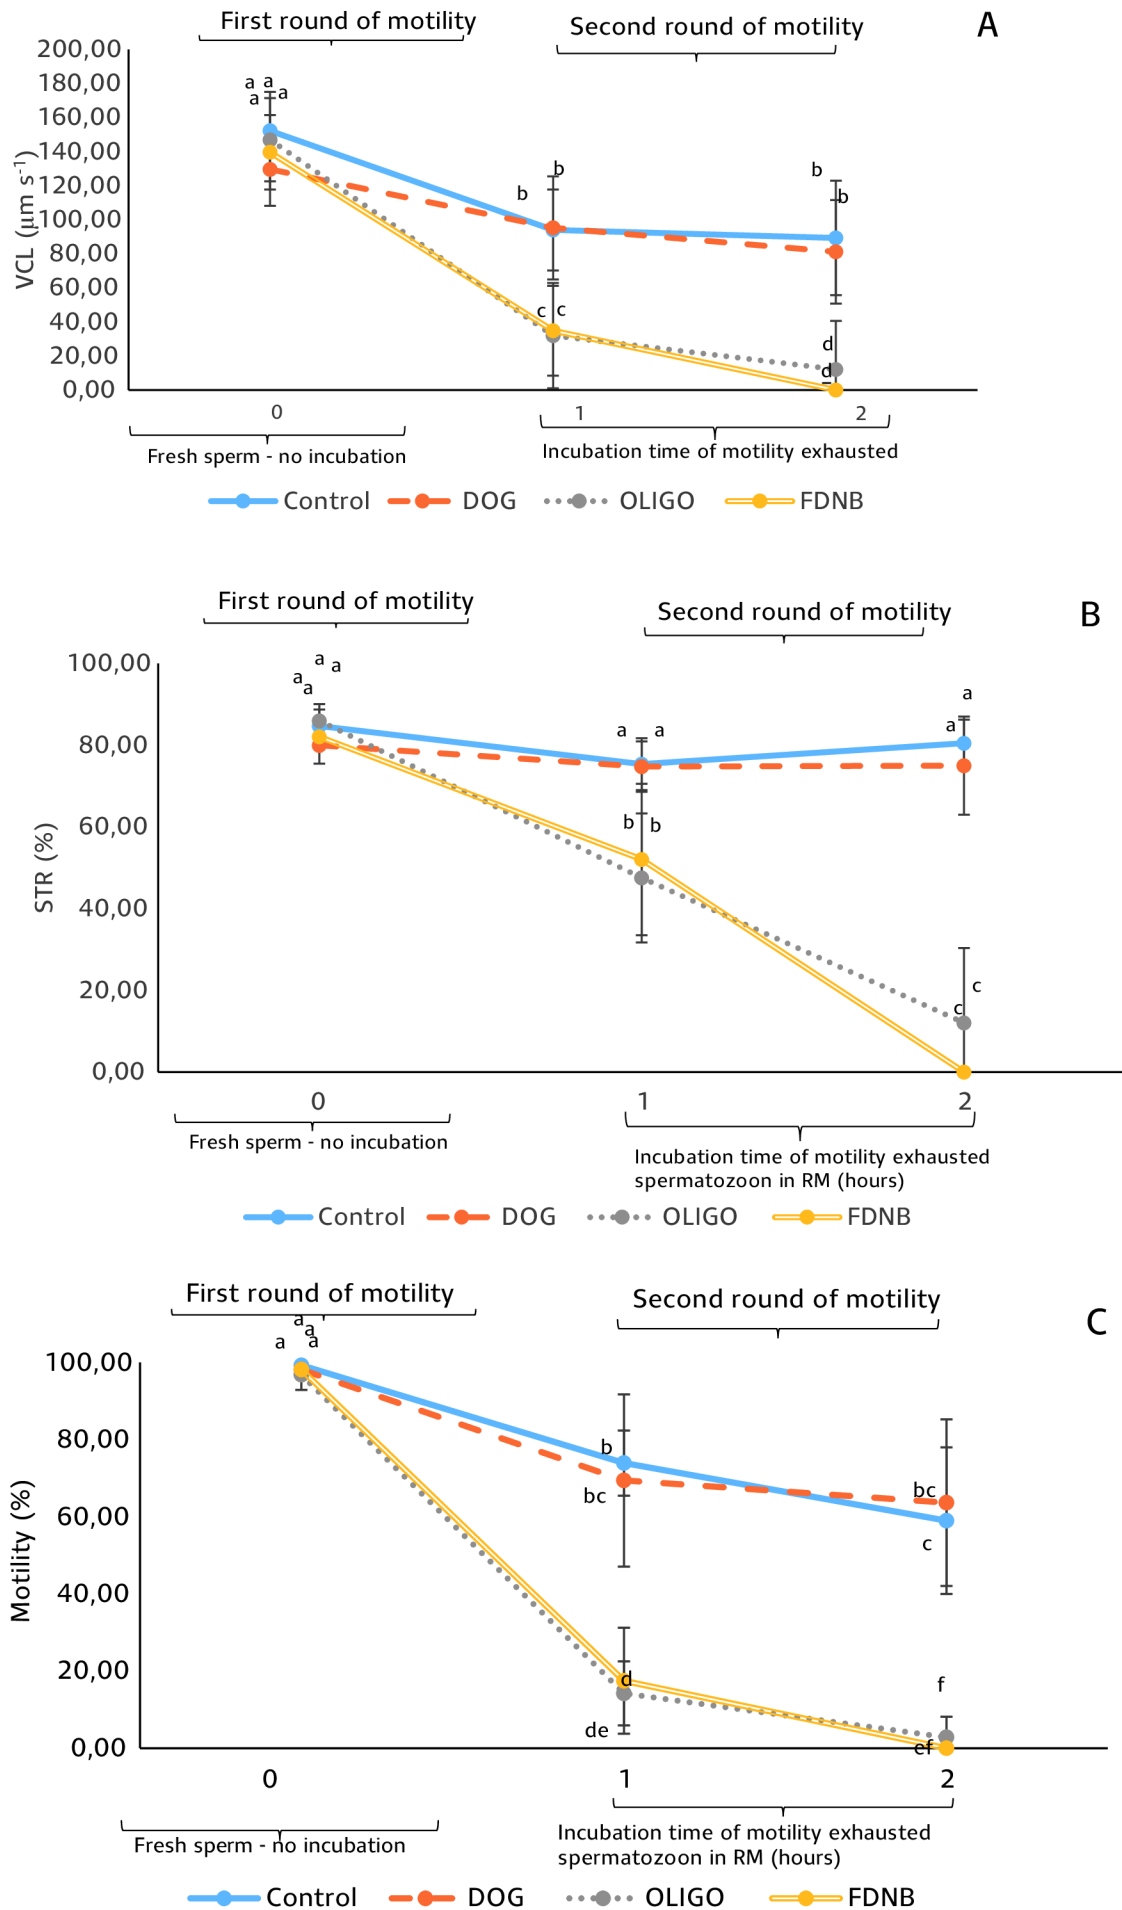 First round of motility
Second round of motility
A
200,00
180,00
160,00
140,00
120,00
100,00
80,00
60,00
40,00
20,00
0,00
VCL (µm s-1)
a a
a a
b
b
c c
b
b
d
d
0 1 2
Fresh sperm - no incubation
Incubation time of motility exhausted
Control DOG OLIGO FDNB
First round of motility
Second round of motility
B
100,00
80,00
60,00
40,00
20,00
0,00
STR (%)
a a
a
a
a a
b b
a
a
c
c
0 1 2
Fresh sperm - no incubation
Incubation time of motility exhausted
spermatozoon in RM (hours)
Control DOG OLIGO FDNB
First round of motility
Second round of motility
C
100,00
80,00
60,00
40,00
20,00
0,00
Motility (%)
a
a
a a
b
bc
d
de
bc
c
f
ef
0 1 2
Fresh sperm - no incubation
Incubation time of motility exhausted
spermatozoon in RM (hours)
Control DOG OLIGO FDNB